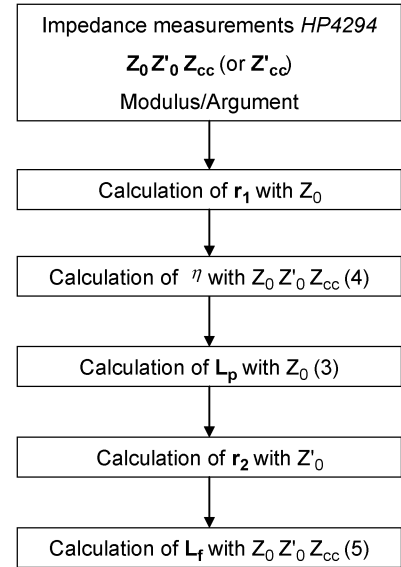 Impedance measurements HP4294
Z0 Z'0 Zcc (or Z'cc)
Modulus/Argument
Calculation of r1 with Z0
Calculation of η with Z0 Z'0 Zcc (4)
Calculation of Lp with Z0 (3)
Calculation of r2 with Z'0
Calculation of Lf with Z0 Z'0 Zcc (5)